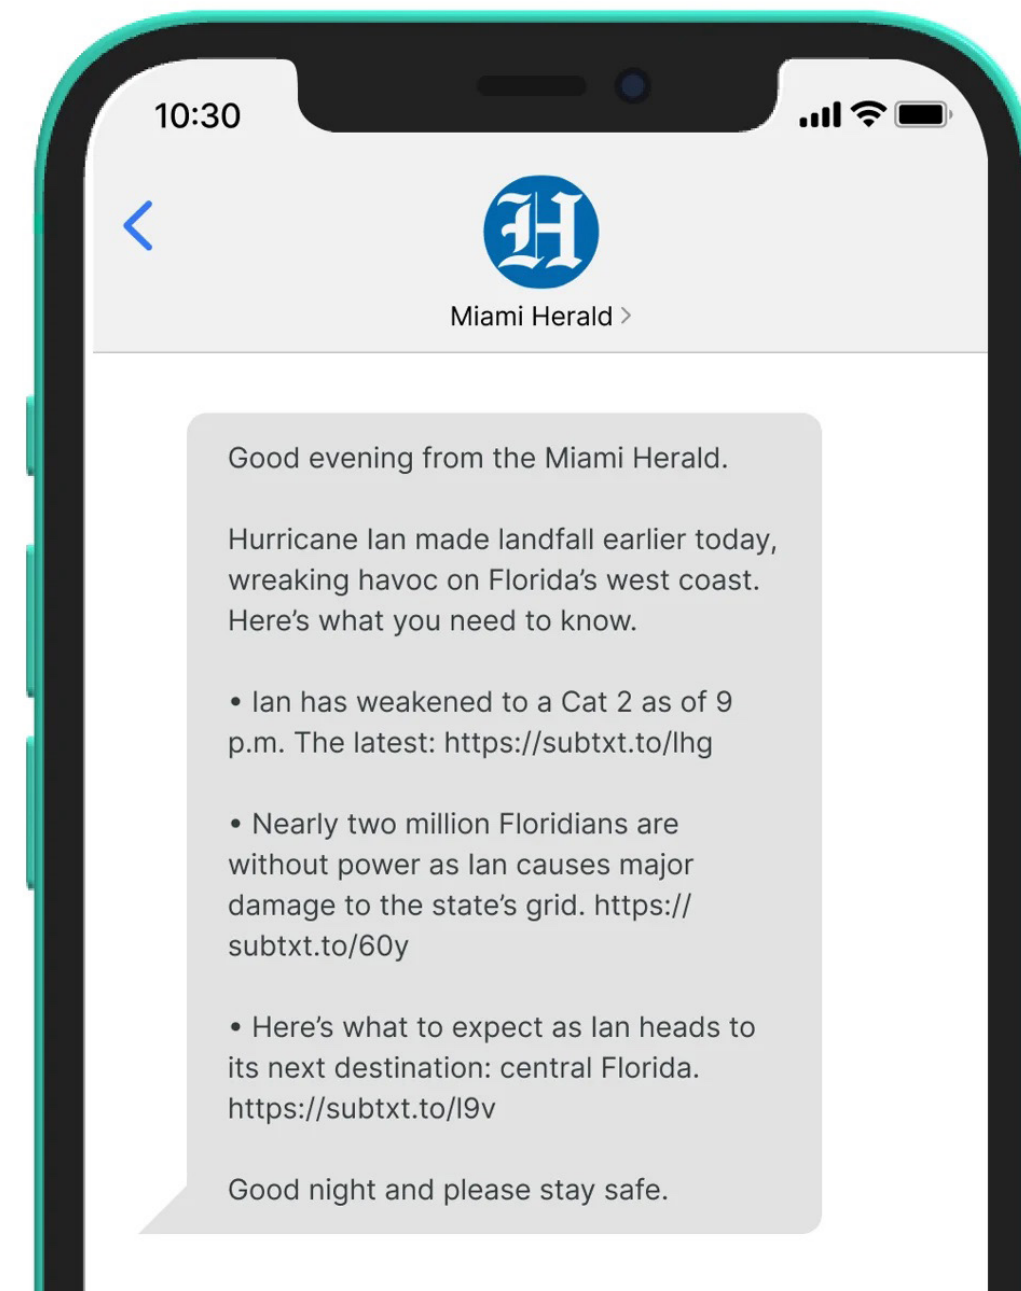 10:30
H
Miami Herald >
Good evening from the Miami Herald.
Hurricane Ian made landfall earlier today,
wreaking havoc on Florida’s west coast.
Here’s what you need to know.
• Ian has weakened to a Cat 2 as of 9
p.m. The latest: https://subtxt.to/lhg
• Nearly two million Floridians are
without power as Ian causes major
damage to the state’s grid. https://
subtxt.to/60y
• Here’s what to expect as Ian heads to
its next destination: central Florida.
https://subtxt.to/l9v
Good night and please stay safe.